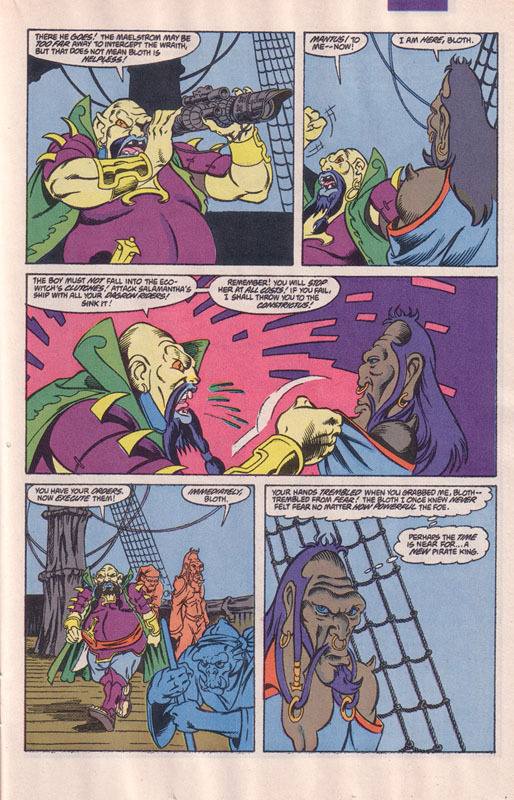 THERE HE GOES! THE MAELSTROM MAY BE
TOO FAR AWAY TO INTERCEPT THE WRAITH,
BUT THAT DOES NOT MEAN BLOTH IS
HELPLESS!
MANTUS! TO
ME--NOW!
I AM HERE, BLOTH.
THE BOY MUST NOT FALL INTO THE ECO-
WITCH'S CLUTCHES! ATTACK SALAMANTHA'S
SHIP WITH ALL YOUR DAGRON RIDERS!
SINK IT!
REMEMBER! YOU WILL STOP
HER AT ALL COSTS! IF YOU FAIL,
I SHALL THROW YOU TO THE
CONSTRICTUS!
YOU HAVE YOUR ORDERS.
NOW EXECUTE THEM!
IMMEDIATELY,
BLOTH.
YOUR HANDS TREMBLED WHEN YOU GRABBED ME, BLOTH--
TREMBLED FROM FEAR! THE BLOTH I ONCE KNEW NEVER
FELT FEAR NO MATTER HOW POWERFUL THE FOE.
PERHAPS THE TIME
IS NEAR FOR... A
NEW PIRATE KING.